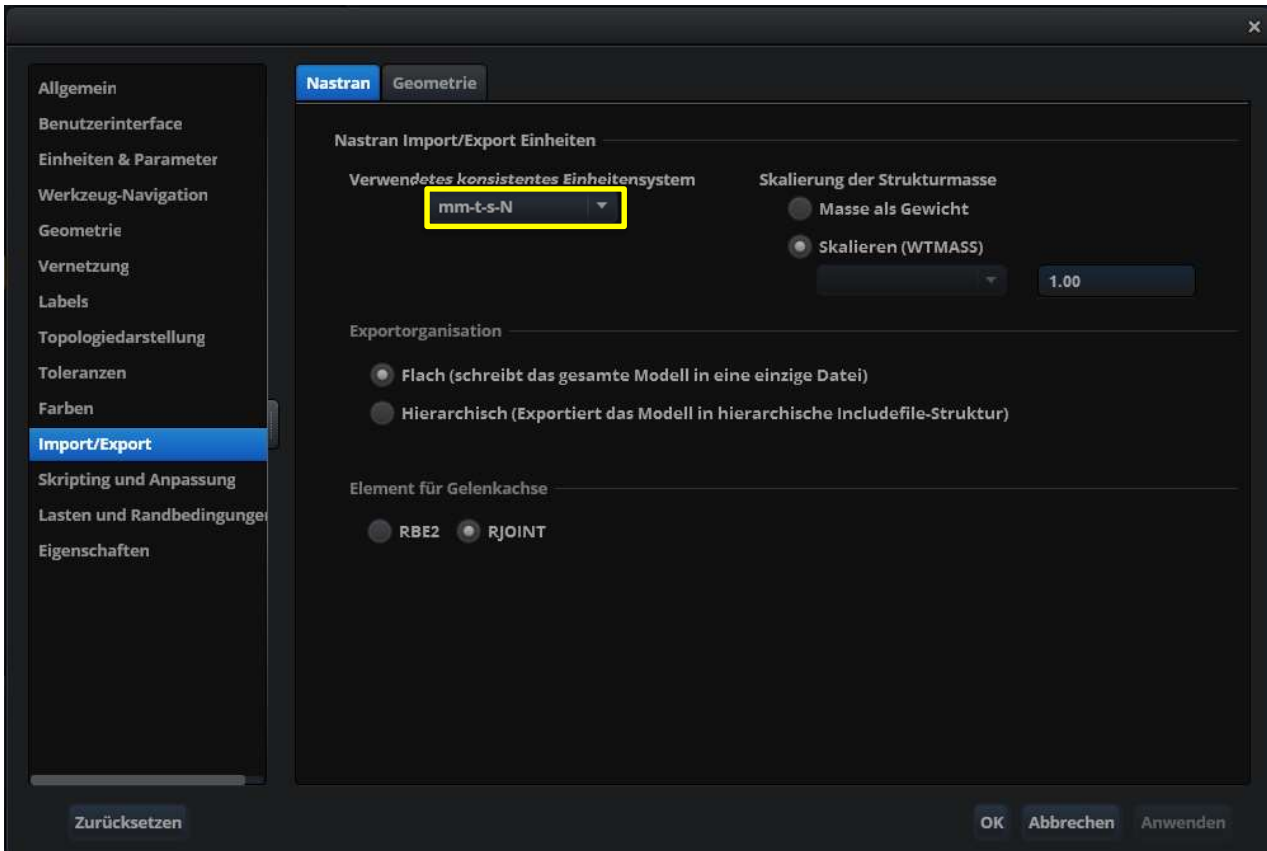 Allgemein
Benutzerinterface
Einheiten & Parameter
Werkzeug-Navigation
Geometrie
Vernetzung
Labels
Topologiedarstellung
Toleranzen
Farben
Import/Export
Skripting und Anpassung
Lasten und Randbedingunge
Eigenschaften
Nastran Geometrie
Nastran Import/Export Einheiten
Verwendetes konsistentes Einheitensystem
mm-t-s-N
Skalierung der Strukturmasse
Masse als Gewicht
Skalieren (WTMASS)
1.00
Exportorganisation
Flach (schreibt das gesamte Modell in eine einzige Datei)
Hierarchisch (Exportiert das Modell in hierarchische Includefile-Struktur)
Element für Gelenkachse
RBE2 RJOINT
Zurücksetzen
OK Abbrechen Anwenden